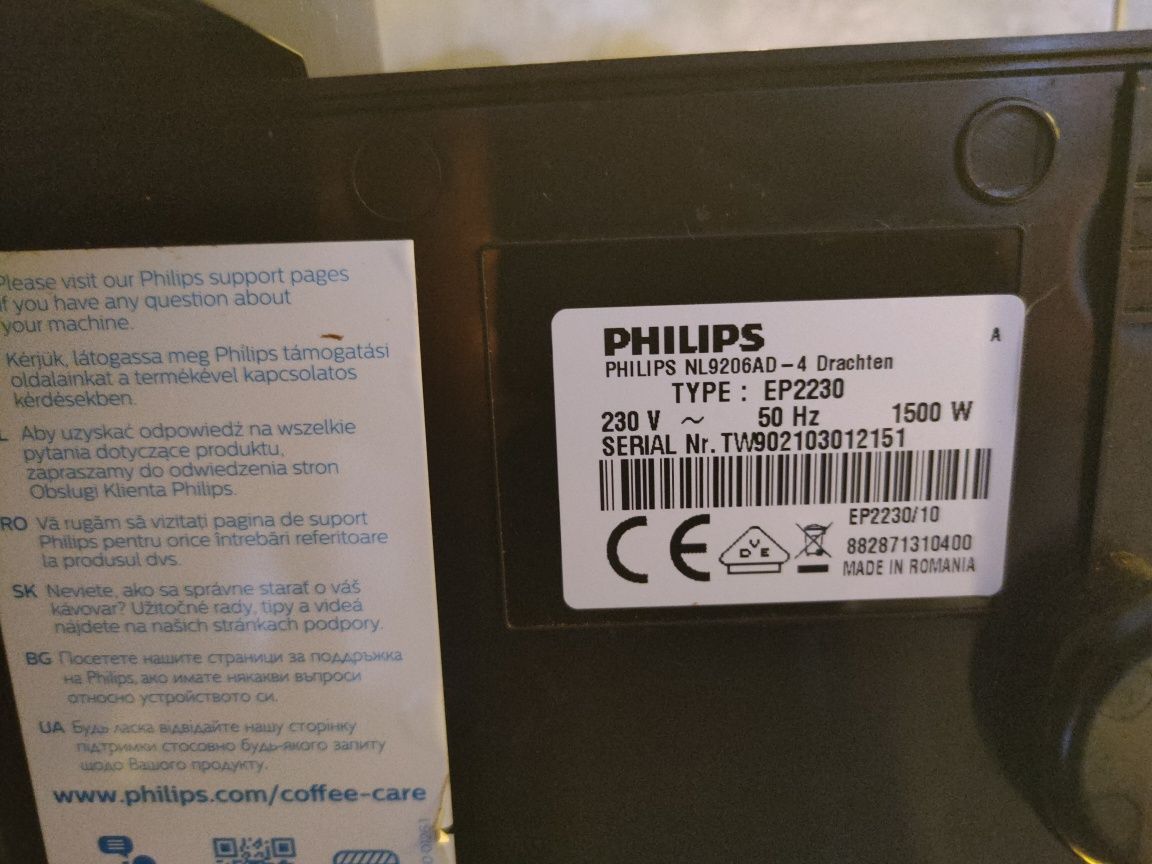 Please visit our Philips support pages
if you have any question about
your machine.
Kérjük, látogassa meg Philips támogatási
oldalainkat a termékével kapcsolatos
kérdésekben.
L Aby uzyskać odpowiedź na wszelkie
pytania dotyczące produktu,
zapraszamy do odwiedzenia stron
Obsługi Klienta Philips.
RO Vă rugăm să vizitați pagina de suport
Philips pentru orice întrebări referitoare
la produsul dvs.
SK Neviete, ako sa správne starať o váš
kávovar? Užitočné rady, tipy a videá
nájdete na našich stránkach podpory.
BG Посетете нашите страници за поддръжка
на Philips, ако имате някакви въпроси
относно устройството си.
UA Будь ласка відвідайте нашу сторінку
підтримки стосовно будь-якого запиту
щодо Вашого продукту.
www.philips.com/coffee-care
PHILIPS
A
PHILIPS NL9206AD-4 Drachten
TYPE : EP2230
230 V ~ 50 Hz 1500 W
SERIAL Nr. TW902103012151
CE
VDE
EP2230/10
882871310400
MADE IN ROMANIA